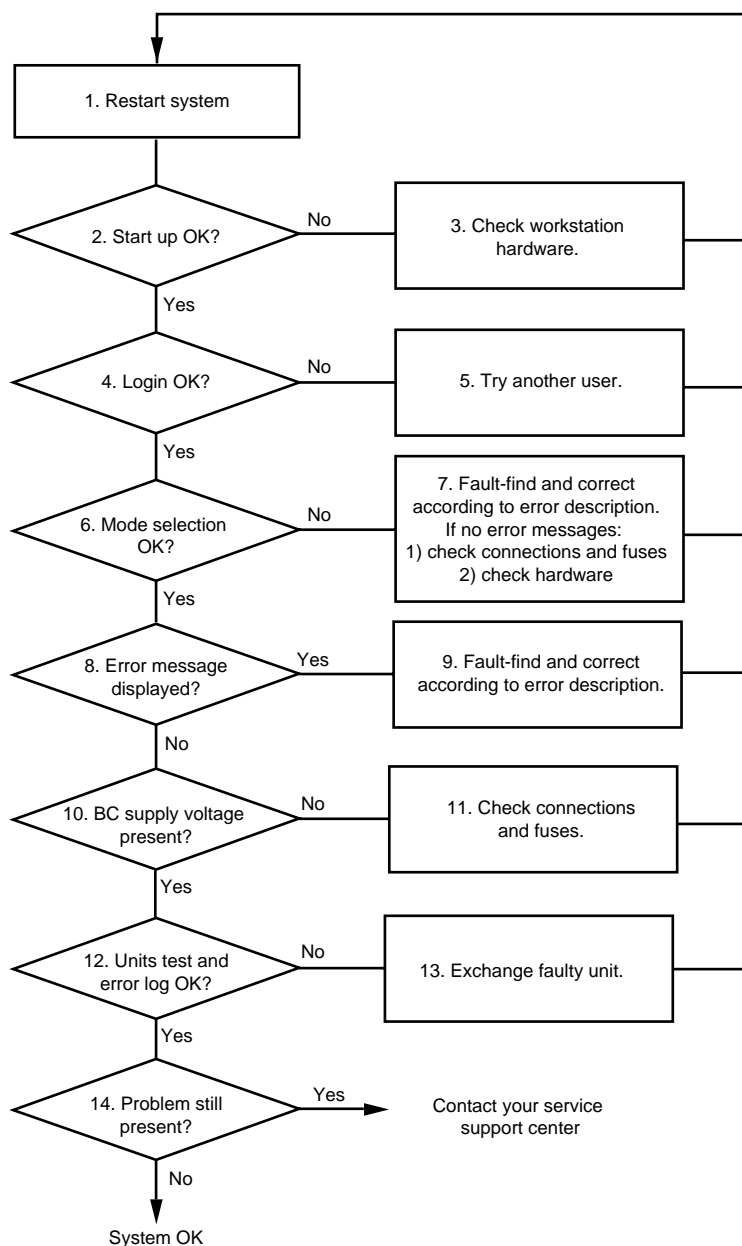 1. Restart system
2. Start up OK?
No
3. Check workstation
hardware.
Yes
4. Login OK?
No
5. Try another user.
Yes
6. Mode selection
OK?
No
7. Fault-find and correct
according to error description.
If no error messages:
1) check connections and fuses
2) check hardware
Yes
8. Error message
displayed?
Yes
9. Fault-find and correct
according to error description.
No
10. BC supply voltage
present?
No
11. Check connections
and fuses.
Yes
12. Units test and
error log OK?
No
13. Exchange faulty unit.
Yes
14. Problem still
present?
Yes
Contact your service
support center
No
System OK